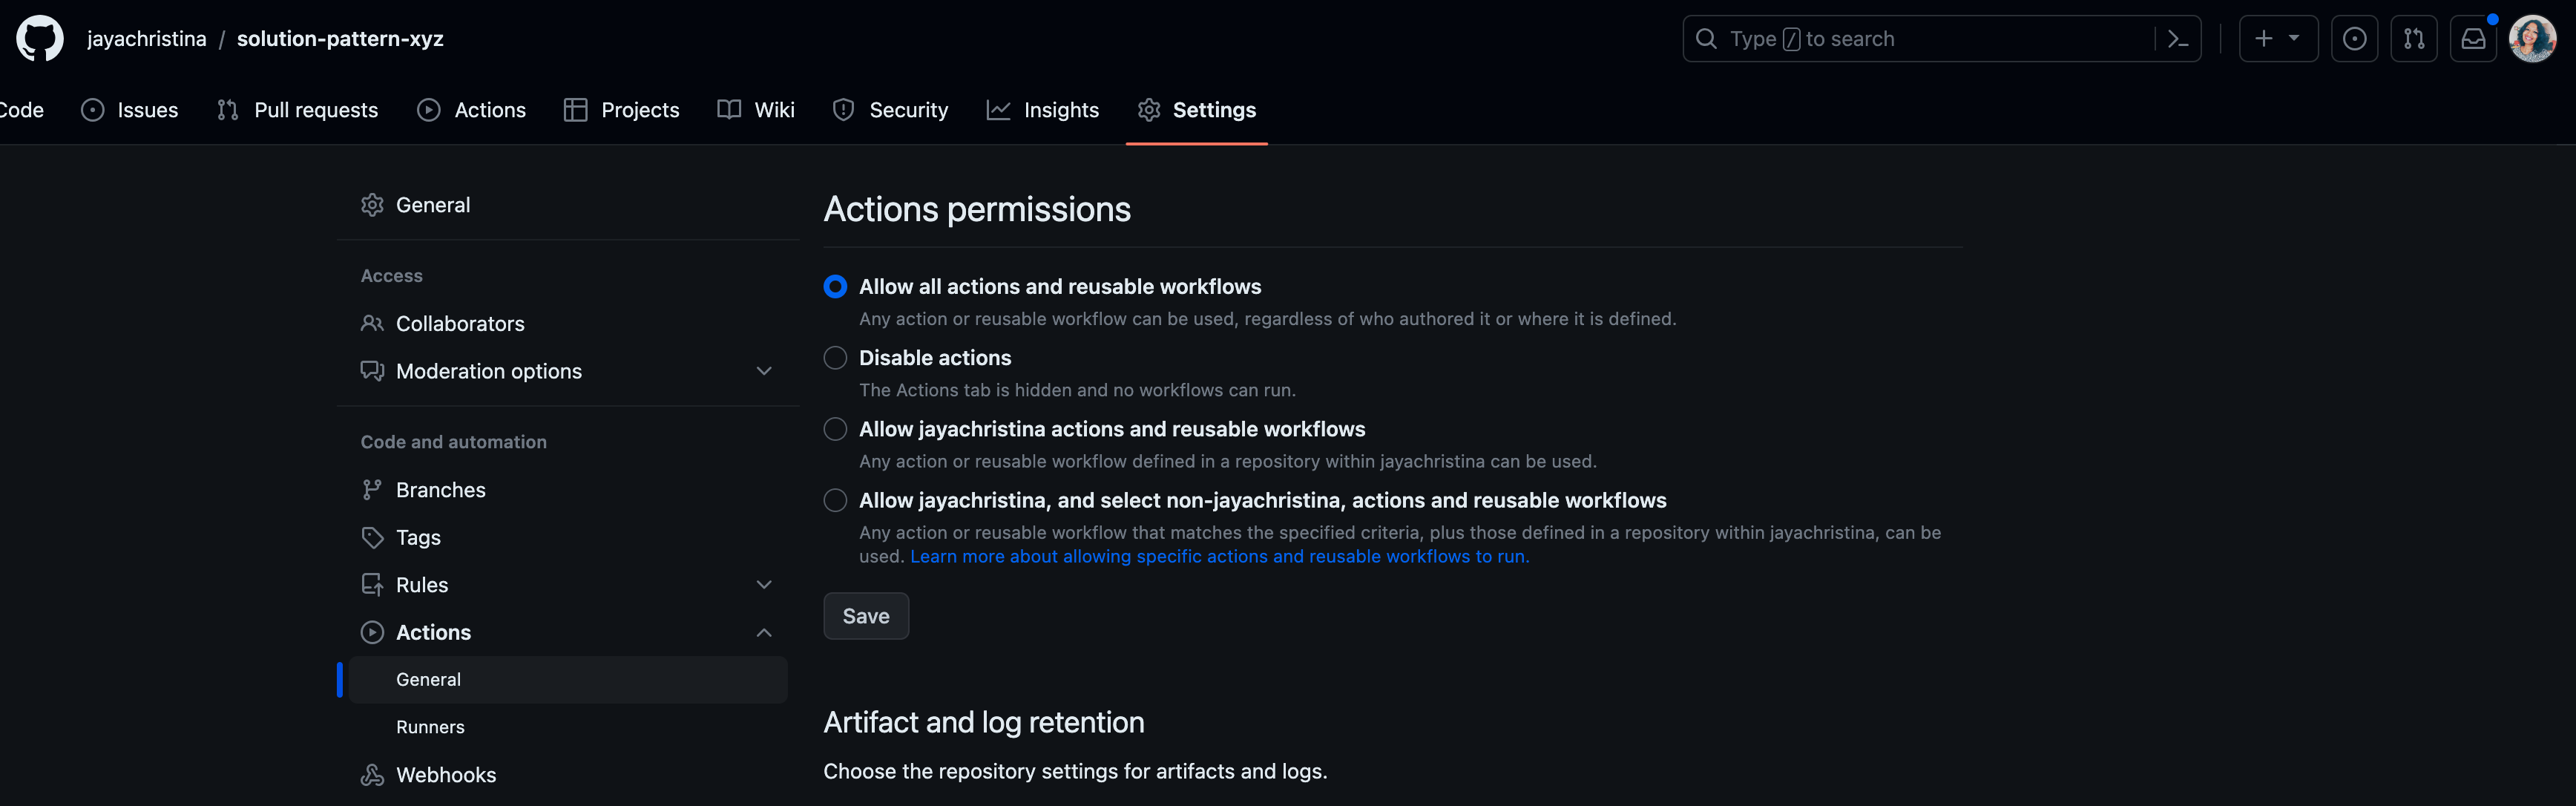 jayachristina / solution-pattern-xyz
Type / to search
Code Issues Pull requests Actions Projects Wiki Security Insights Settings
General
Access
Collaborators
Moderation options
Code and automation
Branches
Tags
Rules
Actions
General
Runners
Webhooks
Actions permissions
Allow all actions and reusable workflows
Any action or reusable workflow can be used, regardless of who authored it or where it is defined.
Disable actions
The Actions tab is hidden and no workflows can run.
Allow jayachristina actions and reusable workflows
Any action or reusable workflow defined in a repository within jayachristina can be used.
Allow jayachristina, and select non-jayachristina, actions and reusable workflows
Any action or reusable workflow that matches the specified criteria, plus those defined in a repository within jayachristina, can be
used. Learn more about allowing specific actions and reusable workflows to run.
Save
Artifact and log retention
Choose the repository settings for artifacts and logs.